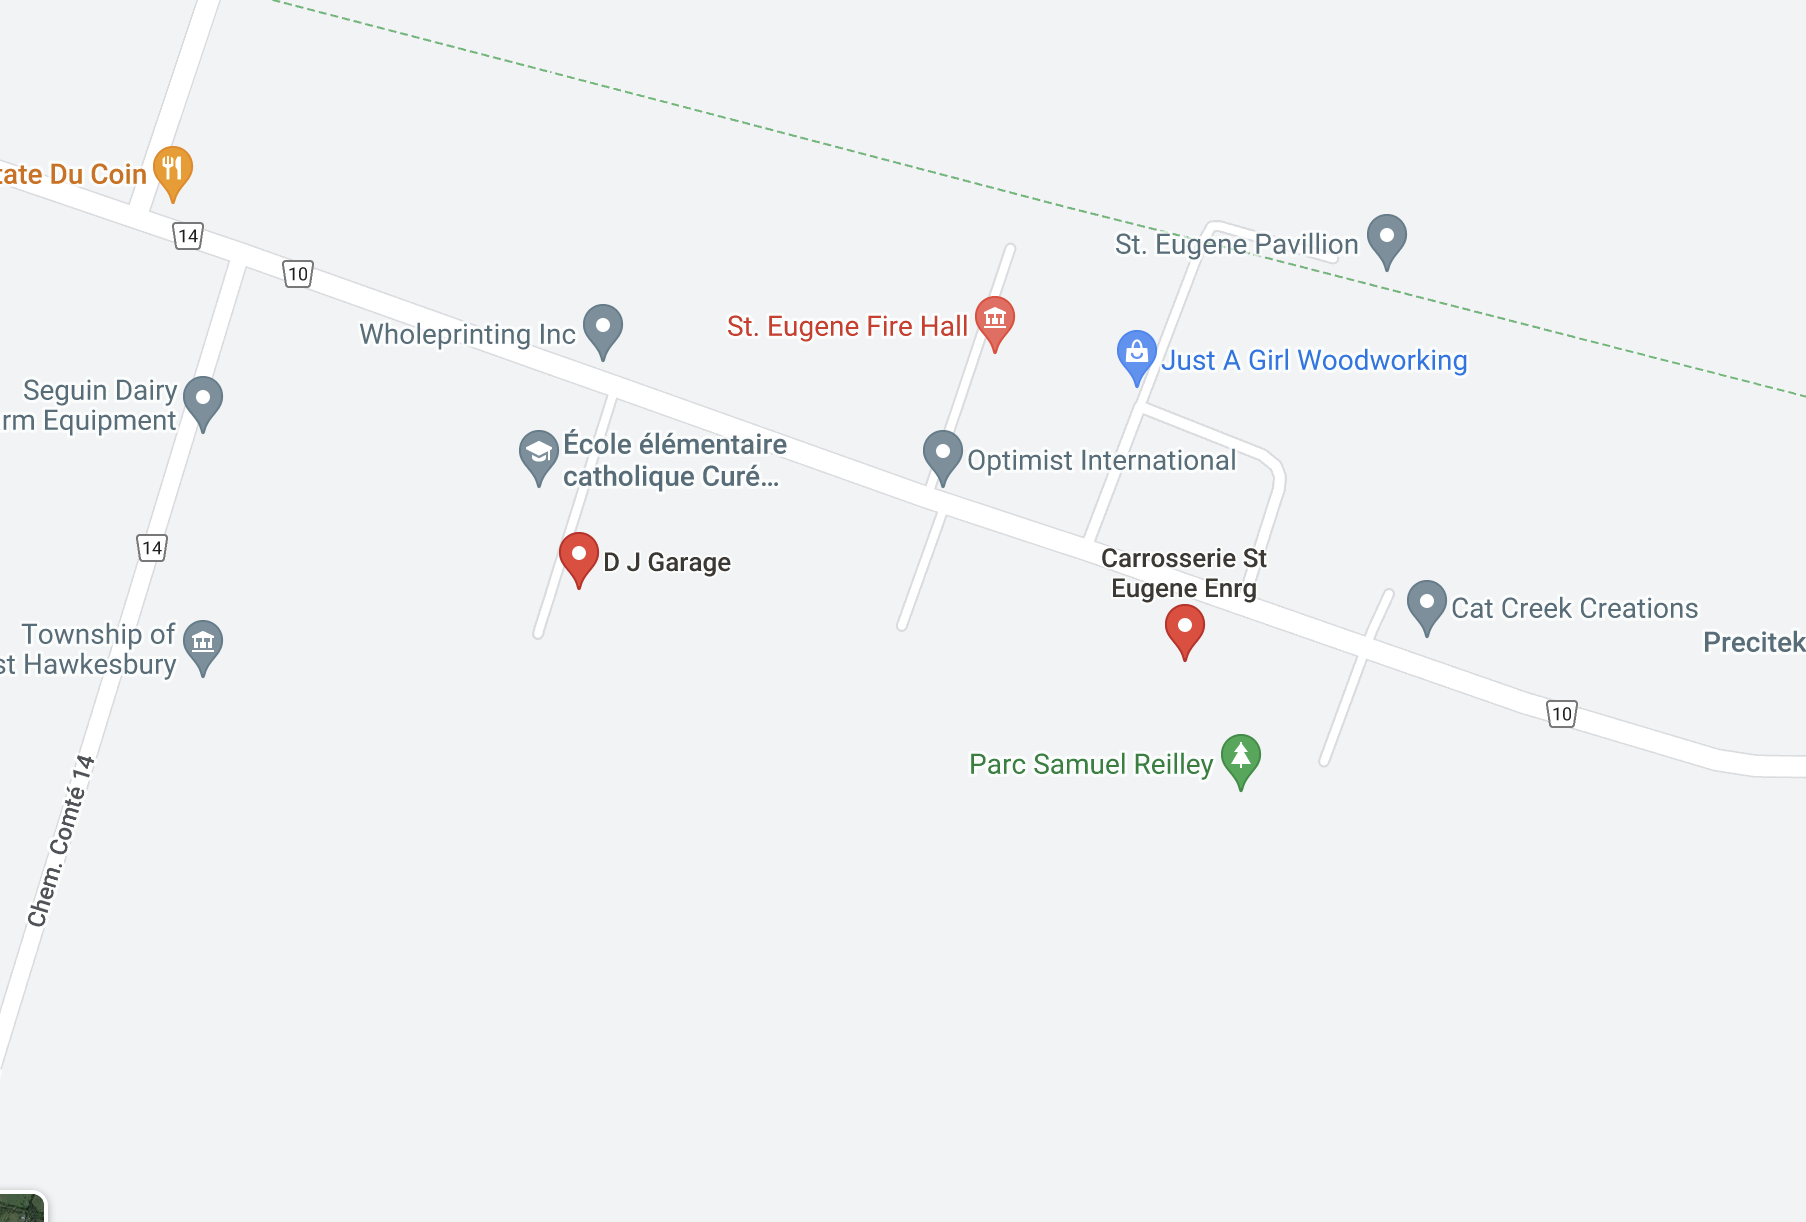 tate Du Coin
14
10
St. Eugene Pavillion
Wholeprinting Inc
St. Eugene Fire Hall
Just A Girl Woodworking
Seguin Dairy
rm Equipment
École élémentaire
catholique Curé...
Optimist International
14
D J Garage
Carrosserie St
Eugene Enrg
Cat Creek Creations
Precitek
Township of
st Hawkesbury
10
Parc Samuel Reilley
Chem. Comté 14